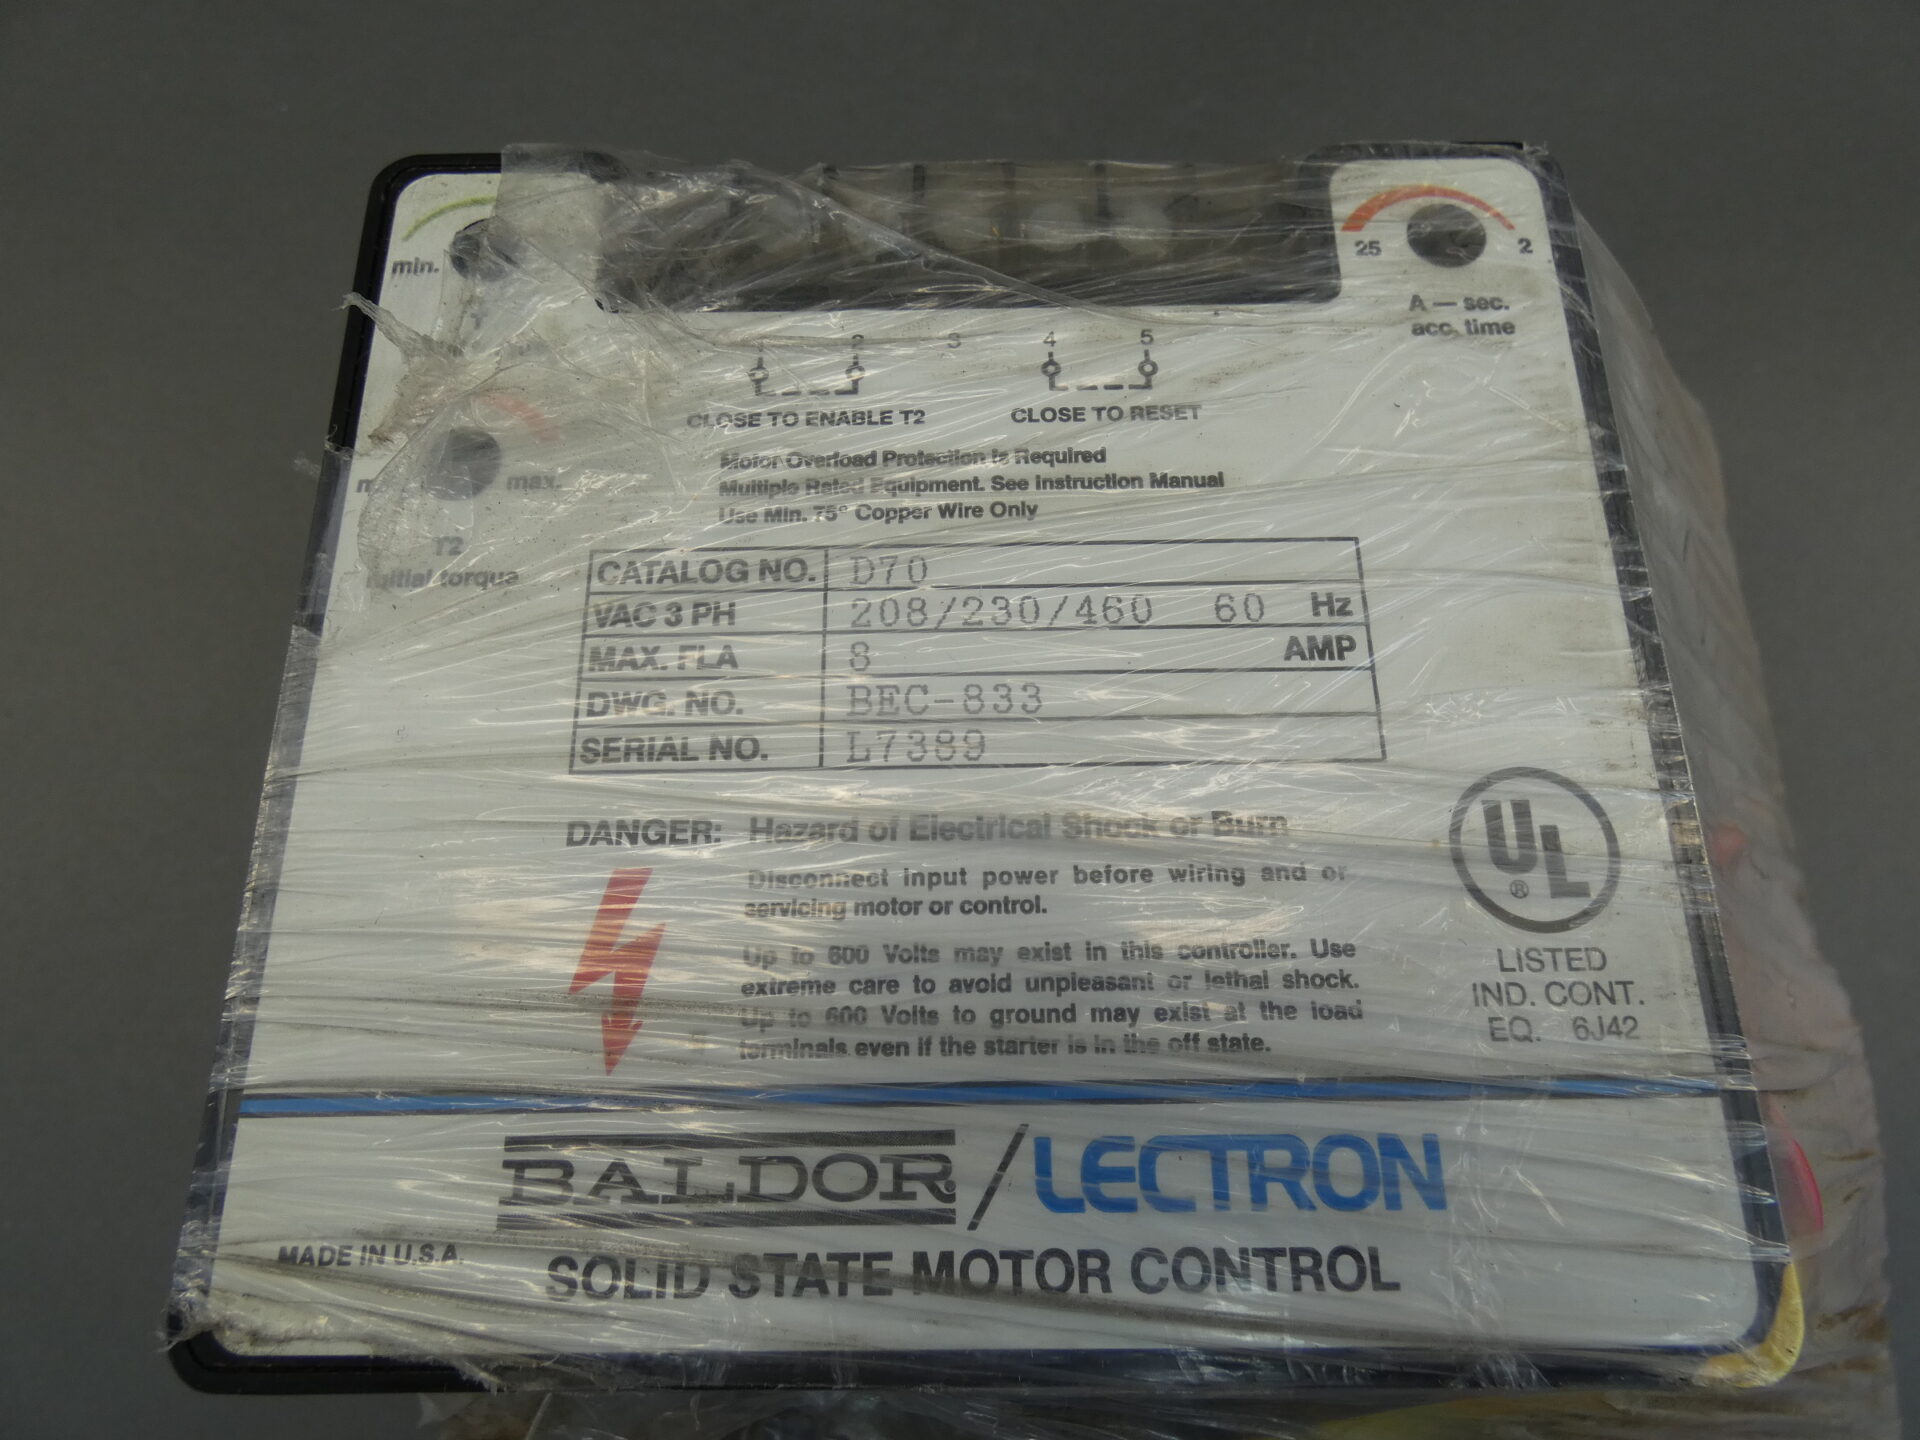 min.
25 2
A — sec.
acc. time
1 2 3 4 5
CLOSE TO ENABLE T2 CLOSE TO RESET
max.
T2
initial torque
Motor Overload Protection is Required
Multiple Rated Equipment. See Instruction Manual
Use Min. 75° Copper Wire Only
CATALOG NO. D70
VAC 3 PH 208/230/460 60 Hz
MAX. FLA 8 AMP
DWG. NO. BEC-833
SERIAL NO. L7389
DANGER: Hazard of Electrical Shock or Burn
Disconnect input power before wiring and or
servicing motor or control.
Up to 600 Volts may exist in this controller. Use
extreme care to avoid unpleasant or lethal shock.
Up to 600 Volts to ground may exist at the load
terminals even if the starter is in the off state.
UL
®
LISTED
IND. CONT.
EQ. 6J42
BALDOR/LECTRON
MADE IN U.S.A.
SOLID STATE MOTOR CONTROL